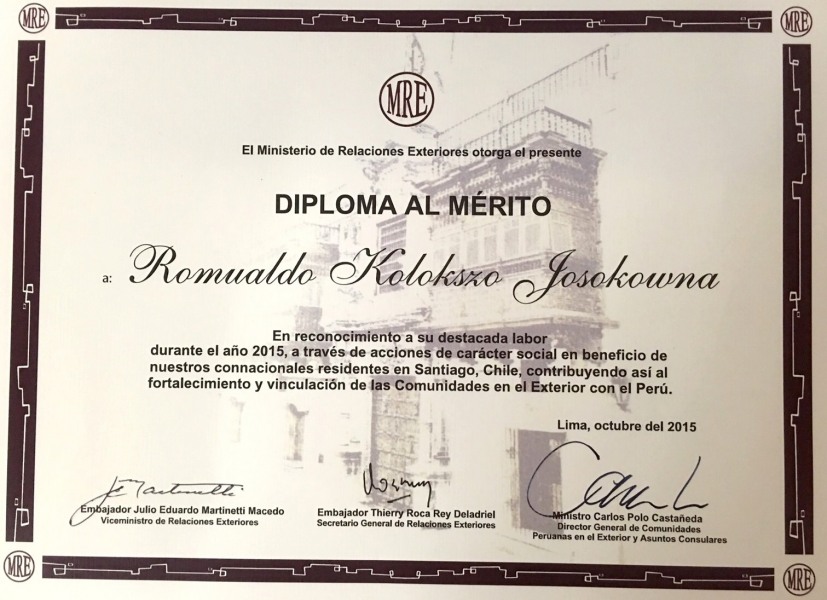 MRE
MRE
MRE
El Ministerio de Relaciones Exteriores otorga el presente
DIPLOMA AL MÉRITO
a: Romualdo Kolokszo Josokowna
En reconocimiento a su destacada labor
durante el año 2015, a través de acciones de carácter social en beneficio de
nuestros connacionales residentes en Santiago, Chile, contribuyendo así al
fortalecimiento y vinculación de las Comunidades en el Exterior con el Perú.
Lima, octubre del 2015
Embajador Julio Eduardo Martinetti Macedo
Viceministro de Relaciones Exteriores
Embajador Thierry Roca Rey Deladriel
Secretario General de Relaciones Exteriores
Ministro Carlos Polo Castañeda
Director General de Comunidades
Peruanas en el Exterior y Asuntos Consulares
MRE
MRE